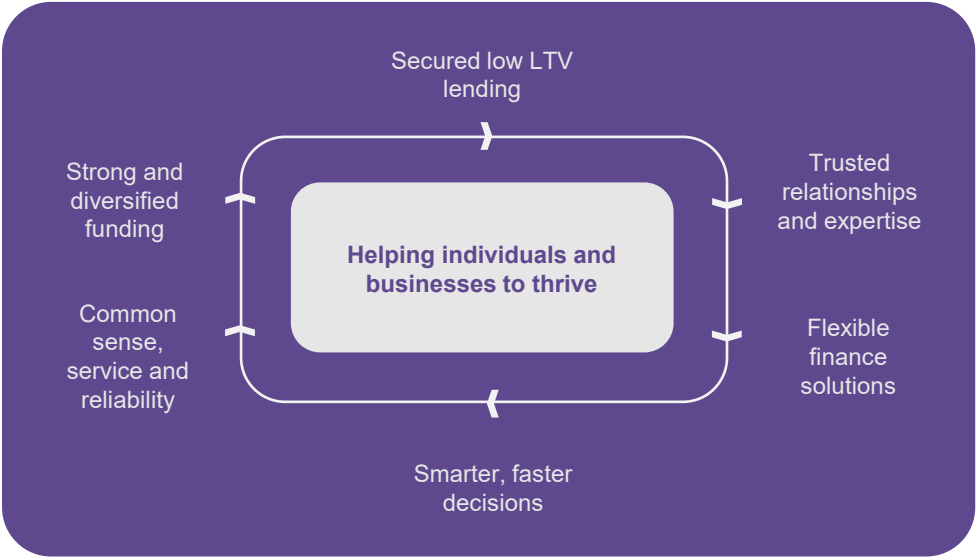 Secured low LTV
lending
Trusted
relationships
and expertise
Flexible
finance
solutions
Smarter, faster
decisions
Common
sense,
service and
reliability
Strong and
diversified
funding
Helping individuals and
businesses to thrive